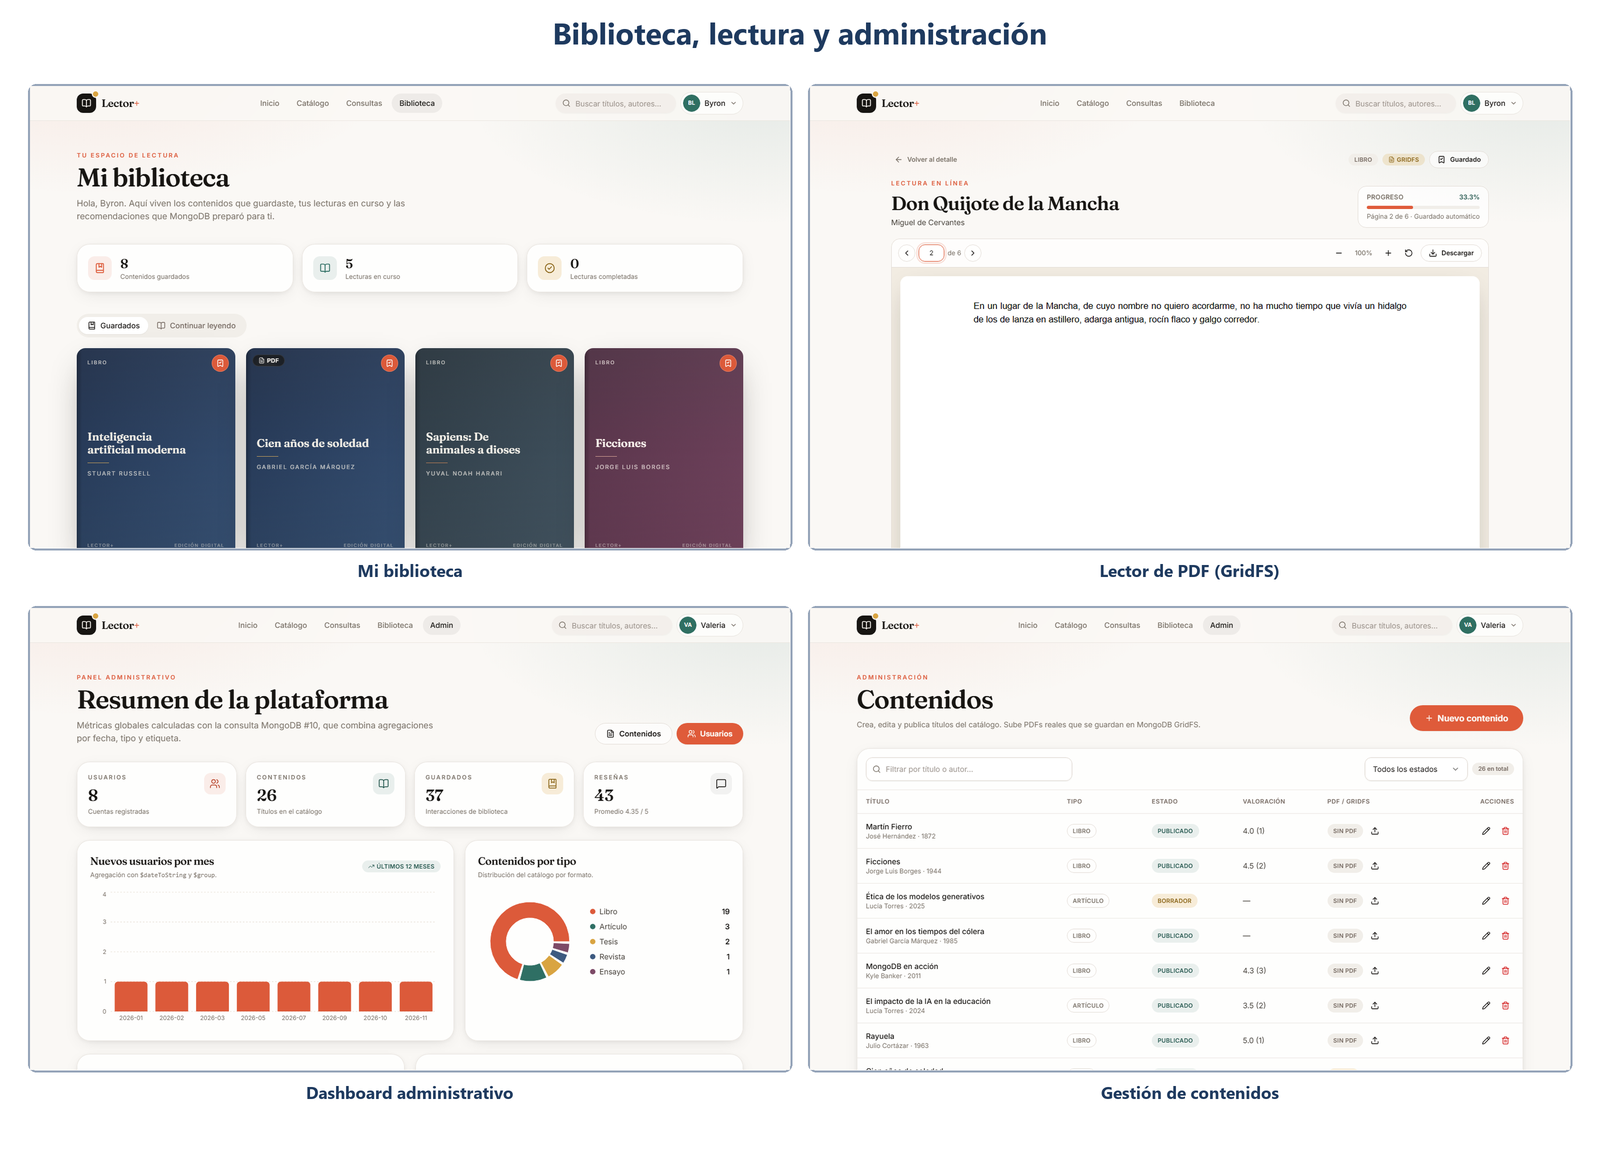 Biblioteca, lectura y administración
Lector+
Inicio Catálogo Consultas Biblioteca
Buscar títulos, autores...
BL Byron
TU ESPACIO DE LECTURA
Mi biblioteca
Hola, Byron. Aquí viven los contenidos que guardaste, tus lecturas en curso y las
recomendaciones que MongoDB preparó para ti.
8
Contenidos guardados
5
Lecturas en curso
0
Lecturas completadas
Guardados Continuar leyendo
LIBRO
Inteligencia
artificial moderna
STUART RUSSELL
LECTOR+ EDICIÓN DIGITAL
PDF
Cien años de soledad
GABRIEL GARCÍA MÁRQUEZ
LECTOR+ EDICIÓN DIGITAL
LIBRO
Sapiens: De
animales a dioses
YUVAL NOAH HARARI
LECTOR+ EDICIÓN DIGITAL
LIBRO
Ficciones
JORGE LUIS BORGES
LECTOR+ EDICIÓN DIGITAL
Mi biblioteca
Lector+
Inicio Catálogo Consultas Biblioteca
Buscar títulos, autores...
BL Byron
Volver al detalle
LIBRO GRIDFS Guardado
LECTURA EN LÍNEA
Don Quijote de la Mancha
Miguel de Cervantes
PROGRESO 33.3%
Página 2 de 6 · Guardado automático
2 de 6
100%
Descargar
En un lugar de la Mancha, de cuyo nombre no quiero acordarme, no ha mucho tiempo que vivía un hidalgo
de los de lanza en astillero, adarga antigua, rocín flaco y galgo corredor.
Lector de PDF (GridFS)
Lector+
Inicio Catálogo Consultas Biblioteca Admin
Buscar títulos, autores...
VA Valeria
PANEL ADMINISTRATIVO
Resumen de la plataforma
Métricas globales calculadas con la consulta MongoDB #10, que combina agregaciones
por fecha, tipo y etiqueta.
Contenidos Usuarios
USUARIOS
8
Cuentas registradas
CONTENIDOS
26
Títulos en el catálogo
GUARDADOS
37
Interacciones de biblioteca
RESEÑAS
43
Promedio 4.35 / 5
Nuevos usuarios por mes
Agregación con $dateToString y $group.
ÚLTIMOS 12 MESES
4
3
2
1
0
2026-01 2026-02 2026-03 2026-05 2026-07 2026-09 2026-10 2026-11
Contenidos por tipo
Distribución del catálogo por formato.
Libro 19
Artículo 3
Tesis 2
Revista 1
Ensayo 1
Dashboard administrativo
Lector+
Inicio Catálogo Consultas Biblioteca Admin
Buscar títulos, autores...
VA Valeria
ADMINISTRACIÓN
Contenidos
Crea, edita y publica títulos del catálogo. Sube PDFs reales que se guardan en MongoDB GridFS.
+ Nuevo contenido
Filtrar por título o autor...
Todos los estados
26 en total
TÍTULO TIPO ESTADO VALORACIÓN PDF / GRIDFS ACCIONES
Martín Fierro LIBRO PUBLICADO 4.0 (1) SIN PDF
José Hernández · 1872
Ficciones LIBRO PUBLICADO 4.5 (2) SIN PDF
Jorge Luis Borges · 1944
Ética de los modelos generativos ARTÍCULO BORRADOR — SIN PDF
Lucía Torres · 2025
El amor en los tiempos del cólera LIBRO PUBLICADO — SIN PDF
Gabriel García Márquez · 1985
MongoDB en acción LIBRO PUBLICADO 4.3 (3) SIN PDF
Kyle Banker · 2011
El impacto de la IA en la educación ARTÍCULO PUBLICADO 3.5 (2) SIN PDF
Lucía Torres · 2024
Rayuela LIBRO PUBLICADO 5.0 (1) SIN PDF
Julio Cortázar · 1963
Gestión de contenidos